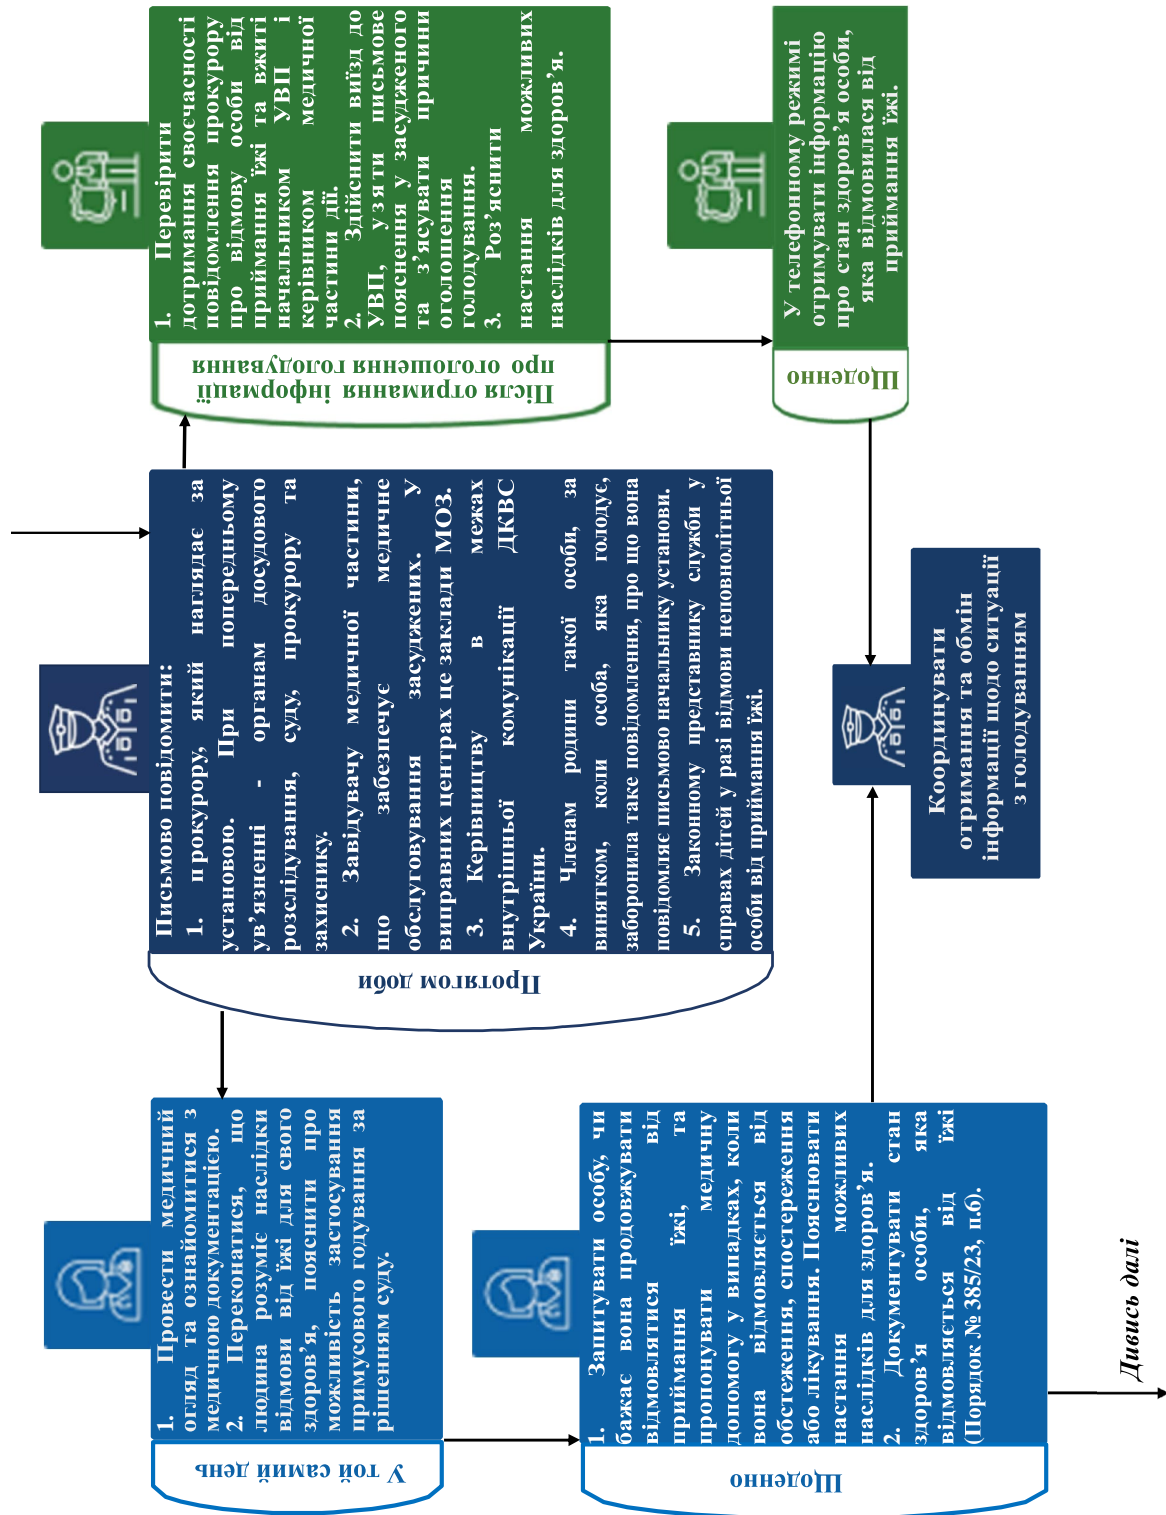 У той самий день
1. Провести медичний
огляд та ознайомитися з
медичною документацією.
2. Переконатися, що
людина розуміє наслідки
відмови від їжі для свого
здоров’я, пояснити про
можливість застосування
примусового годування за
рішенням суду.
Щоденно
1. Запитувати особу, чи
бажає вона продовжувати
відмовлятися від
приймання їжі, та
пропонувати медичну
допомогу у випадках, коли
вона відмовляється від
обстеження, спостереження
або лікування. Пояснювати
настання можливих
наслідків для здоров’я.
2. Документувати стан
здоров’я особи, яка
відмовляється від їжі
(Порядок № 385/23, п.6).
Дивись далі
Протягом доби
Письмово повідомити:
1. прокурору, який наглядає за
установою. При попередньому
ув’язненні - органам досудового
розслідування, суду, прокурору та
захиснику.
2. Завідувачу медичної частини,
що забезпечує медичне
обслуговування засуджених. У
виправних центрах це заклади МОЗ.
3. Керівництву в межах
внутрішньої комунікації ДКВС
України.
4. Членам родини такої особи, за
винятком, коли особа, яка голодує,
заборонила таке повідомлення, про що вона
повідомляє письмово начальнику установи.
5. Законному представнику служби у
справах дітей у разі відмови неповнолітньої
особи від приймання їжі.
Координувати
отримання та обмін
інформації щодо ситуації
з голодуванням
Після отримання інформації
про оголошення голодування
1. Перевірити
дотримання своєчасності
повідомлення прокурору
про відмову особи від
приймання їжі та вжиті
начальником УВП і
керівником медичної
частини дії.
2. Здійснити виїзд до
УВП, узяти письмове
пояснення у засудженого
та з’ясувати причини
оголошення
голодування.
3. Роз’яснити
настання можливих
наслідків для здоров’я.
Щоденно
У телефонному режимі
отримувати інформацію
про стан здоров’я особи,
яка відмовилася від
приймання їжі.